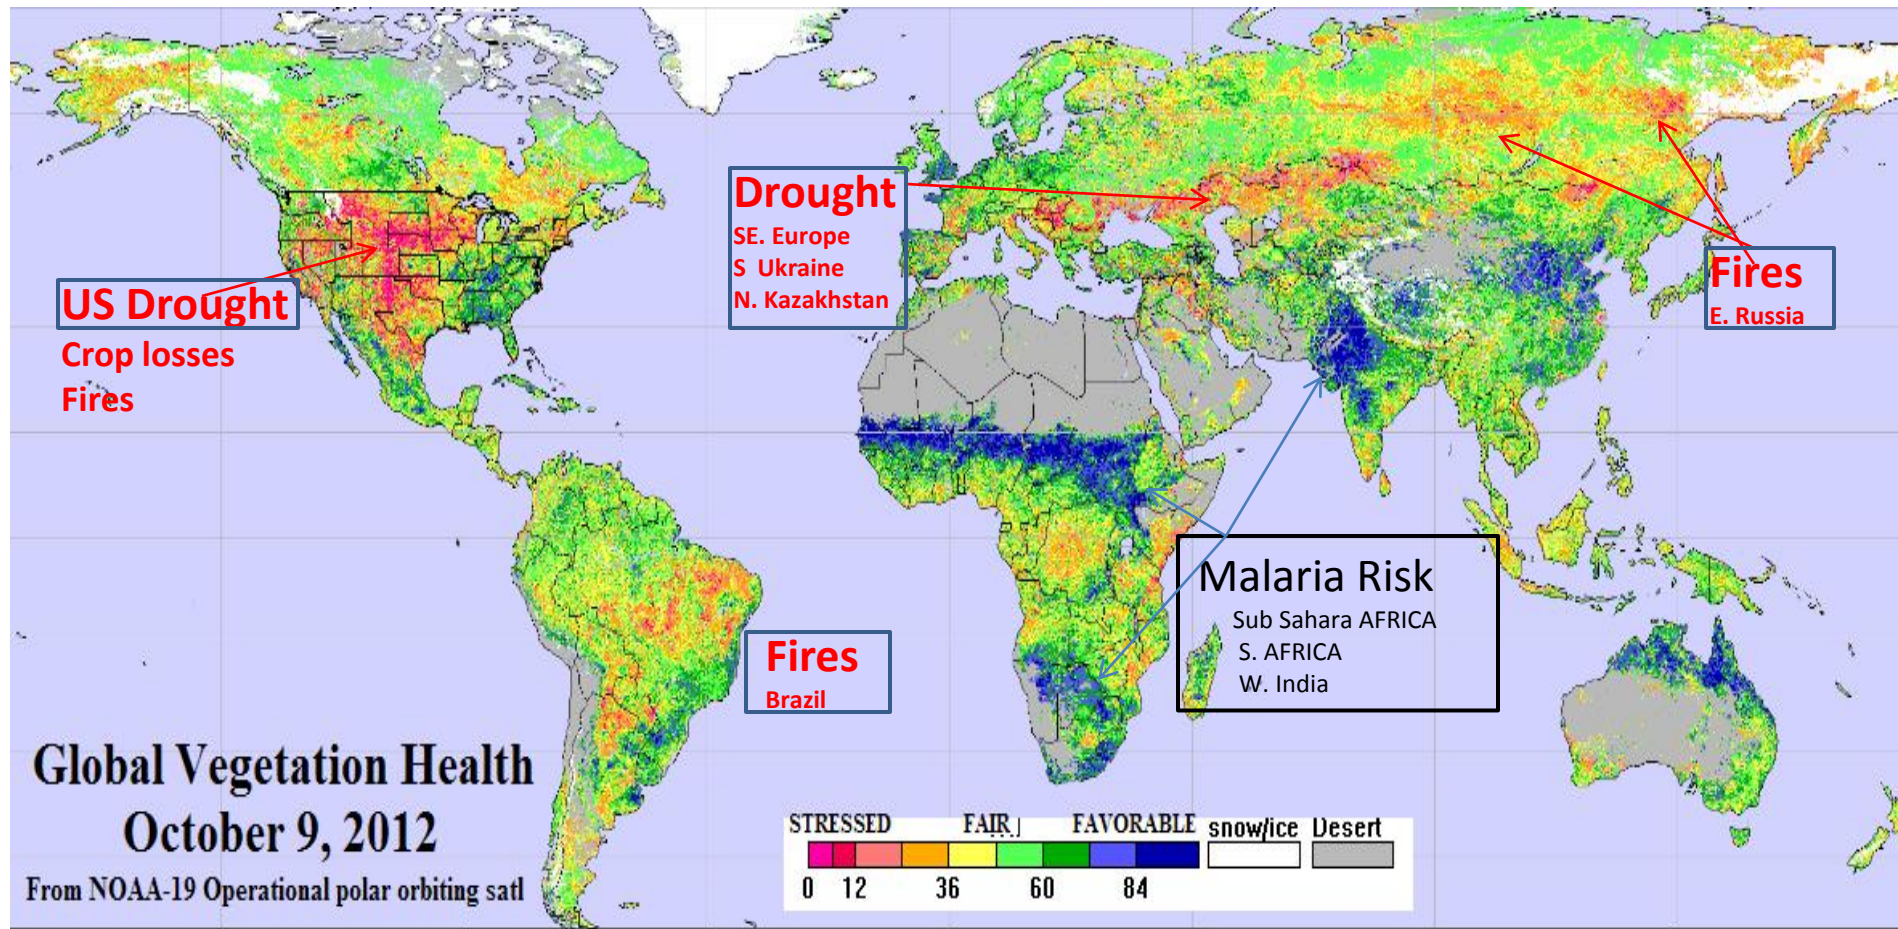 US Drought
Crop losses
Fires
Drought
SE. Europe
S Ukraine
N. Kazakhstan
Fires
E. Russia
Malaria Risk
Sub Sahara AFRICA
S. AFRICA
W. India
Fires
Brazil
Global Vegetation Health
October 9, 2012
From NOAA-19 Operational polar orbiting satl
STRESSED FAIR FAVORABLE snow/ice Desert
0 12 36 60 84